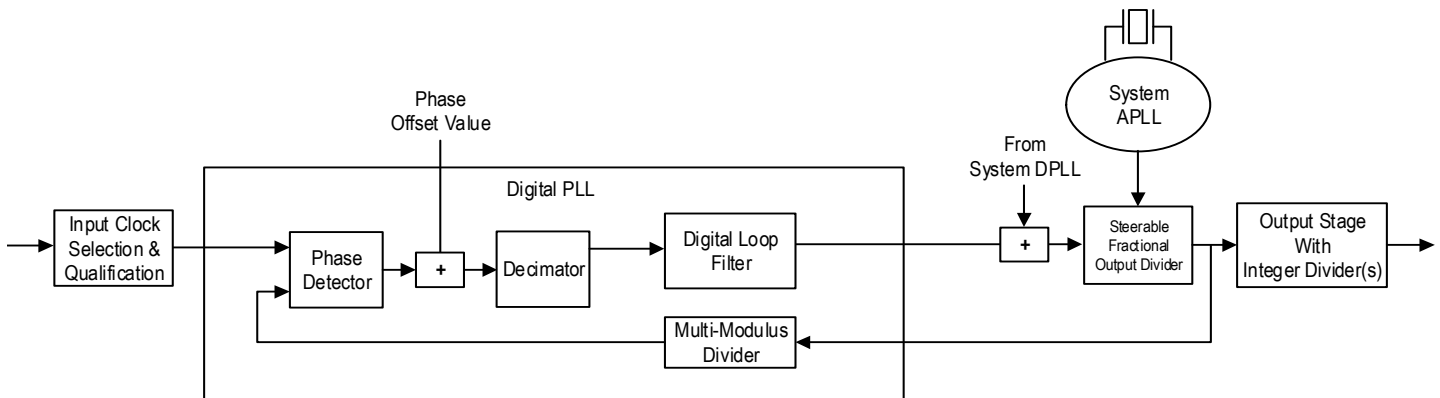 System
APLL
Phase
Offset Value
From
System DPLL
Digital PLL
Input Clock
Selection &
Qualification
Phase
Detector
+
Decimator
Digital Loop
Filter
+
Steerable
Fractional
Output Divider
Output Stage
With
Integer Divider(s)
Multi-Modulus
Divider